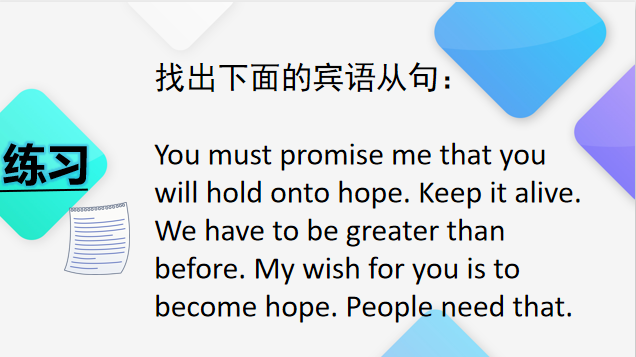 找出下面的宾语从句：
练习
You must promise me that you
will hold onto hope. Keep it alive.
We have to be greater than
before. My wish for you is to
become hope. People need that.